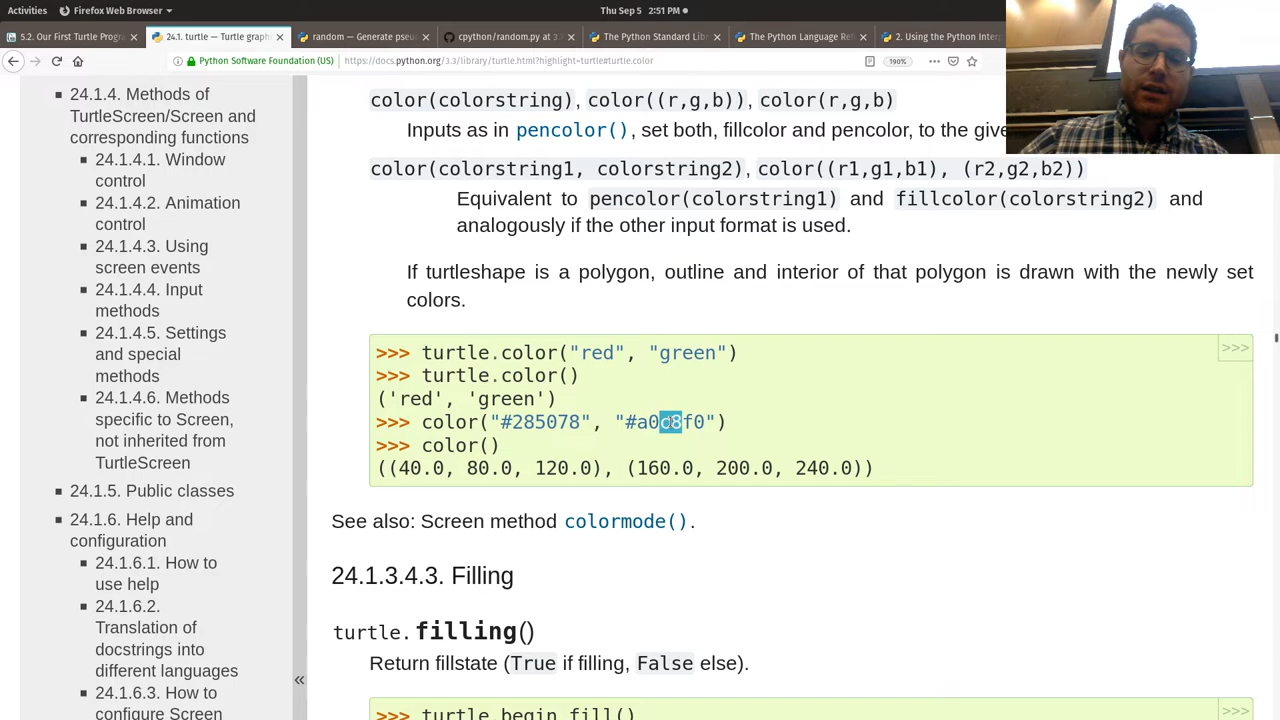 Activities Firefox Web Browser Thu Sep 5 2:51 PM
5.2. Our First Turtle Progra
24.1. turtle — Turtle graph
random — Generate pseu
cpython/random.py at 3.7
The Python Standard Lib
The Python Language Ref
2. Using the Python Inter
Python Software Foundation (US) https://docs.python.org/3.3/library/turtle.html?highlight=turtle#turtle.color 190%
24.1.4. Methods of
TurtleScreen/Screen and
corresponding functions
24.1.4.1. Window
control
24.1.4.2. Animation
control
24.1.4.3. Using
screen events
24.1.4.4. Input
methods
24.1.4.5. Settings
and special
methods
24.1.4.6. Methods
specific to Screen,
not inherited from
TurtleScreen
24.1.5. Public classes
24.1.6. Help and
configuration
24.1.6.1. How to
use help
24.1.6.2.
Translation of
docstrings into
different languages
24.1.6.3. How to
configure Screen
«
color(colorstring), color((r,g,b)), color(r,g,b)
Inputs as in pencolor(), set both, fillcolor and pencolor, to the give
color(colorstring1, colorstring2), color((r1,g1,b1), (r2,g2,b2))
Equivalent to pencolor(colorstring1) and fillcolor(colorstring2) and
analogously if the other input format is used.
If turtleshape is a polygon, outline and interior of that polygon is drawn with the newly set
colors.
>>>
>>> turtle.color("red", "green")
>>> turtle.color()
('red', 'green')
>>> color("#285078", "#a0c8f0")
>>> color()
((40.0, 80.0, 120.0), (160.0, 200.0, 240.0))
See also: Screen method colormode().
24.1.3.4.3. Filling
turtle.filling()
Return fillstate (True if filling, False else).
>>>
>>> turtle.begin_fill()